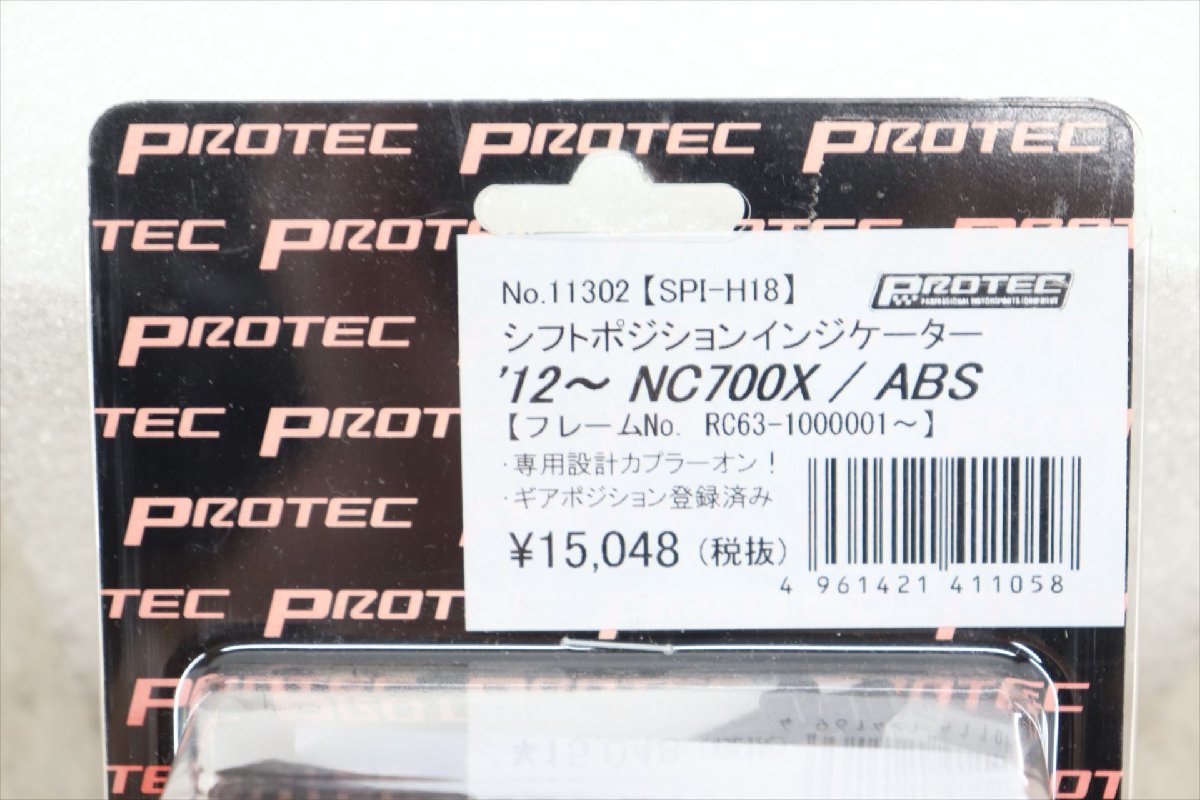 PROTEC PROTEC PROTEC
TEC PROT
PROTEC
TEC PROT
PROTEC
TEC PROT
No.11302【SPI-H18】
PROTEC
シフトポジションインジケーター
'12～ NC700X / ABS
【フレームNo. RC63-1000001～】
・専用設計カプラーオン！
・ギアポジション登録済み
¥15,048（税抜）
4 961421 411058
TEC